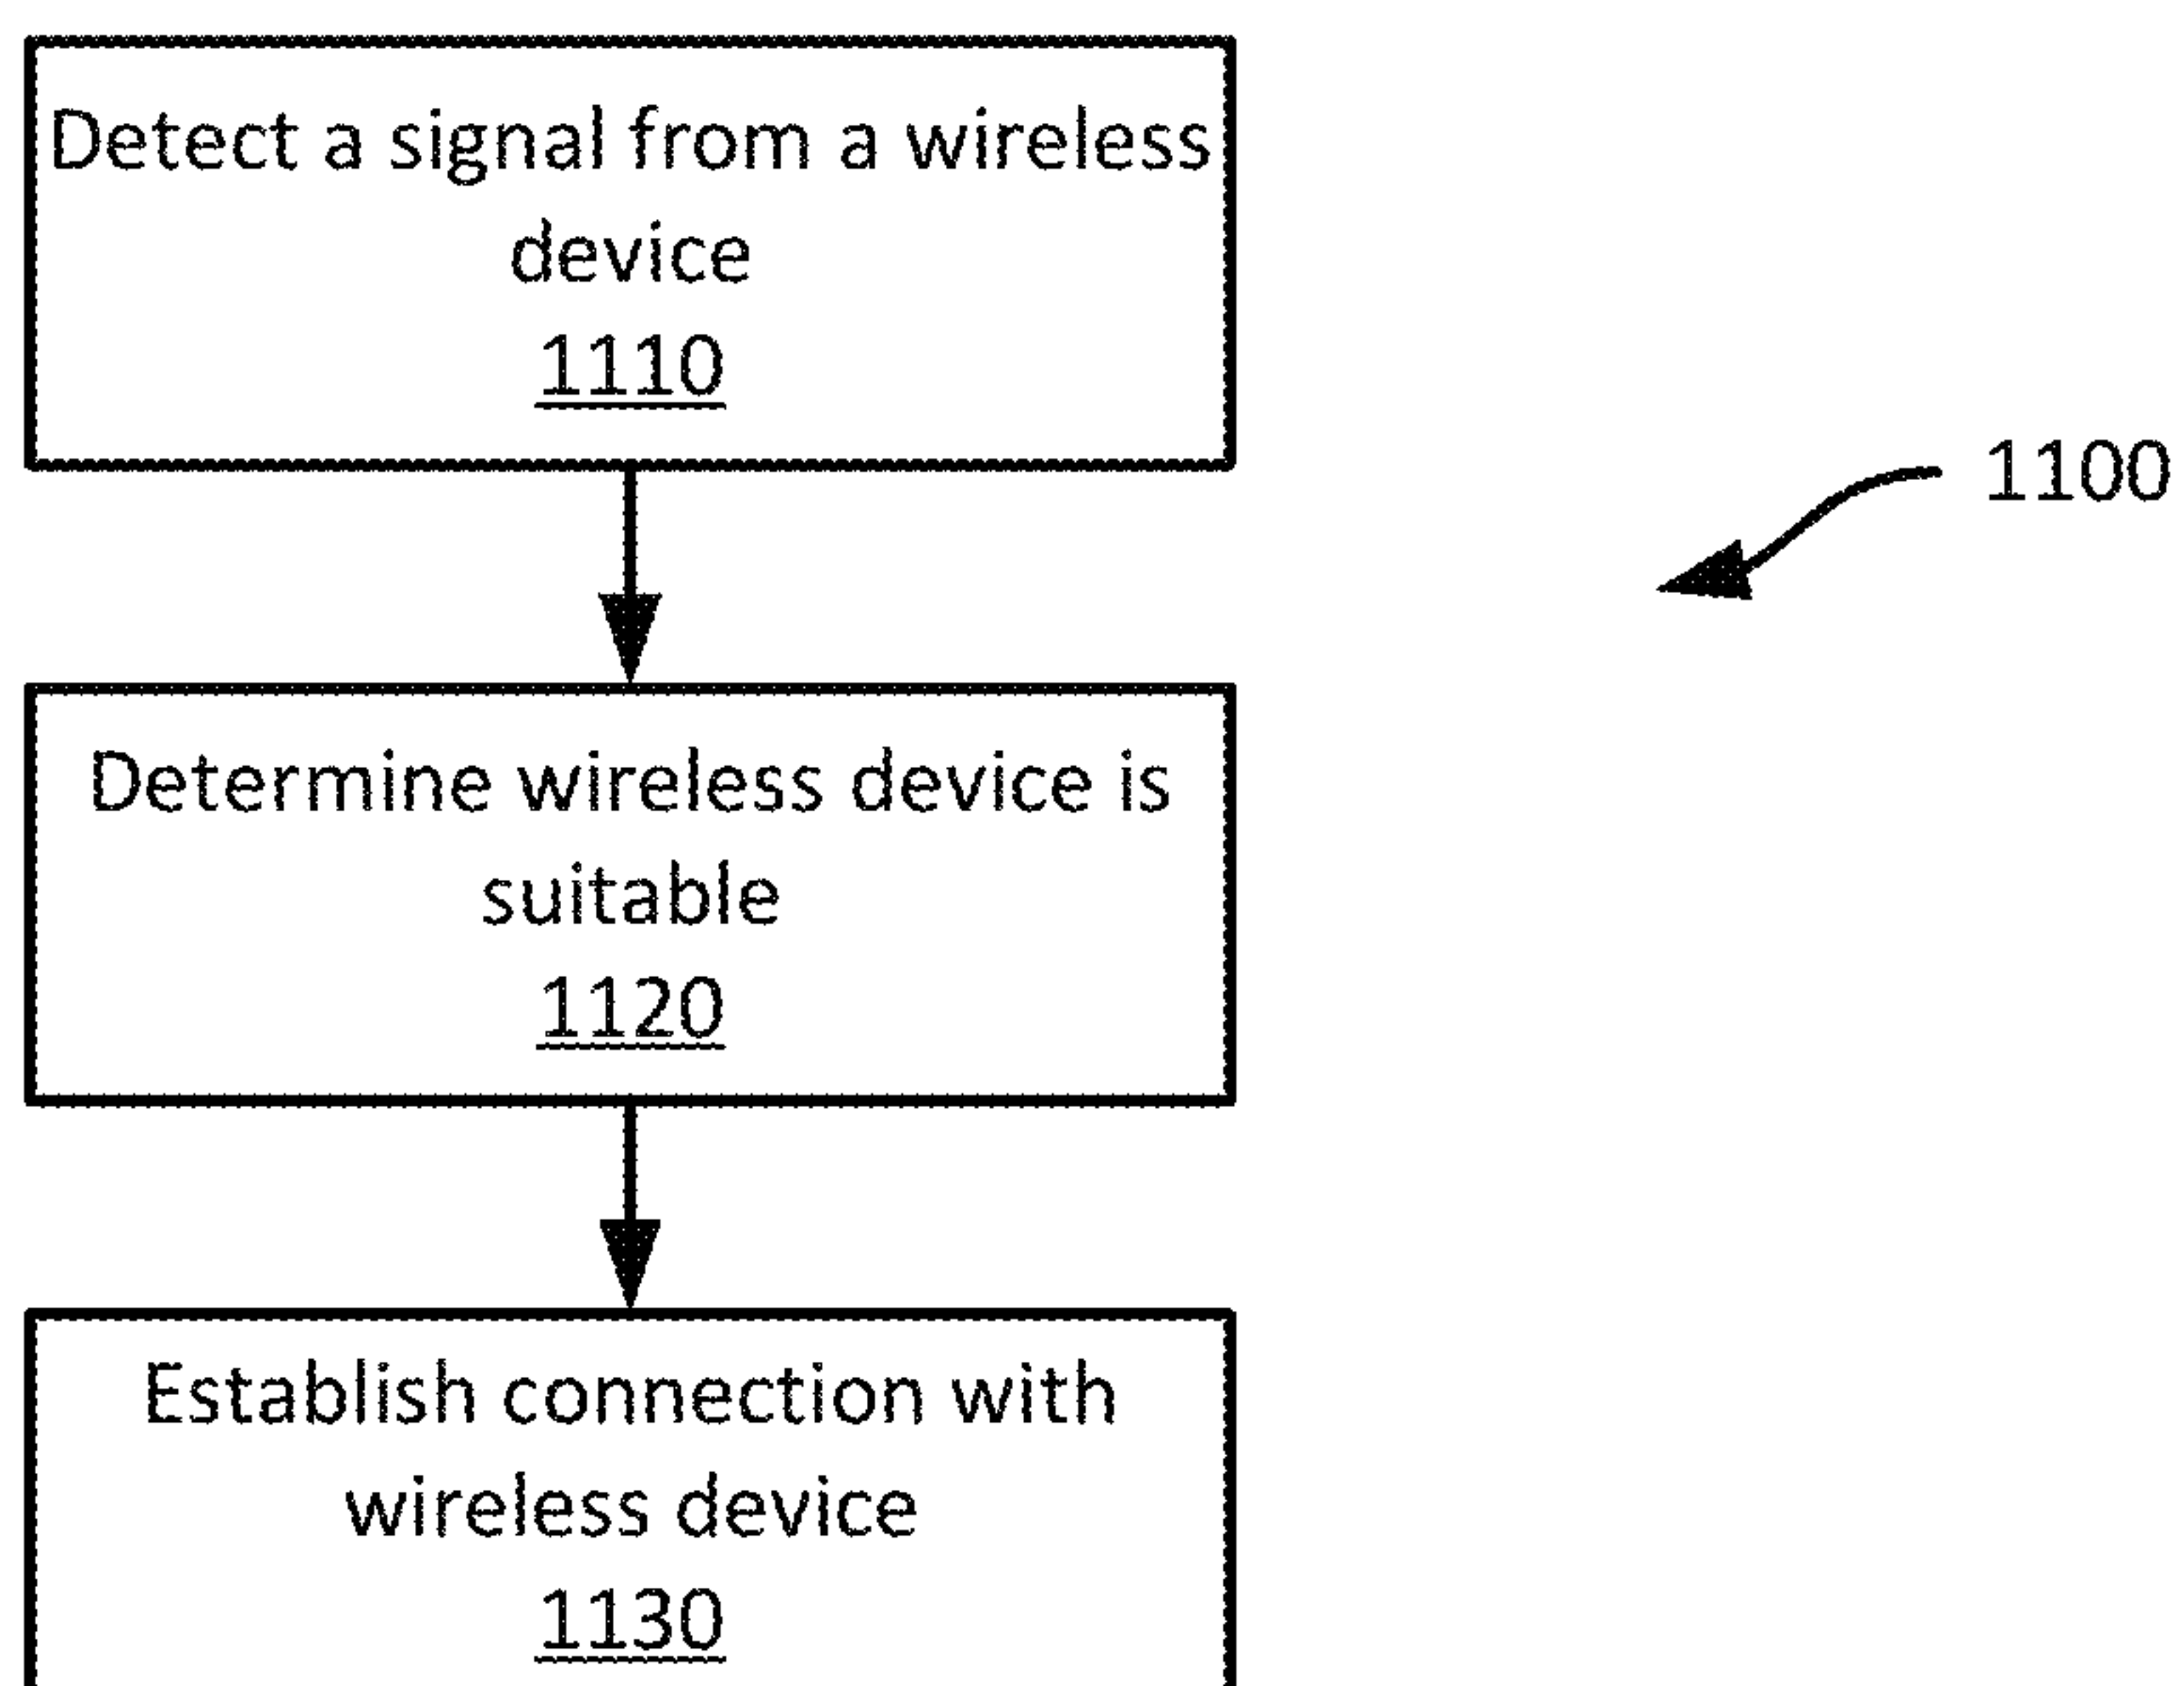 Detect a signal from a wireless
device
1110
1100
Determine wireless device is
suitable
1120
Establish connection with
wireless device
1130